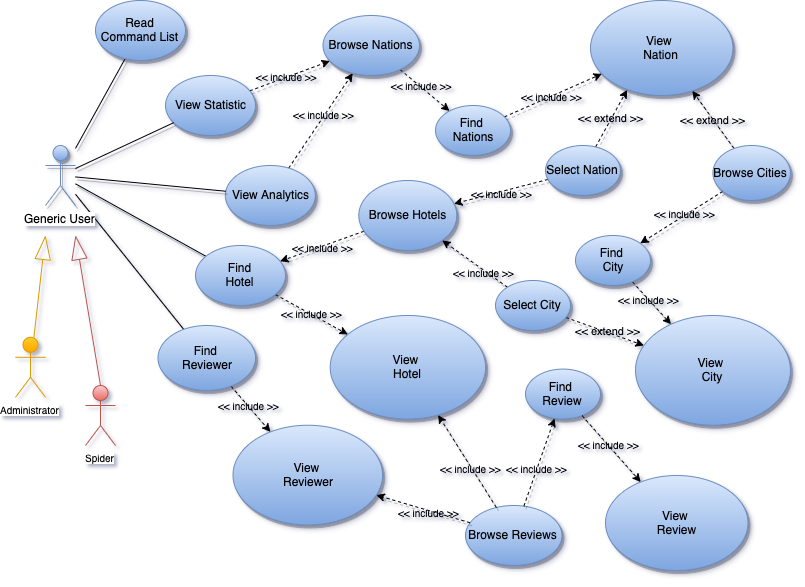 Read
Command List
Browse Nations
View
Nation
<< include >>
<< include >>
View Statistic
<< include >>
<< include >>
<< extend >>
<< extend >>
Find
Nations
Select Nation
Browse Cities
View Analytics
<< include >>
Generic User
Browse Hotels
<< include >>
<< include >>
Find
City
Find
Hotel
<< include >>
<< include >>
Select City
<< include >>
<< extend >>
Find
Reviewer
View
Hotel
View
City
Administrator
<< include >>
Find
Review
Spider
<< include >>
View
Reviewer
<< include >>
<< include >>
<< include >>
Browse Reviews
View
Review